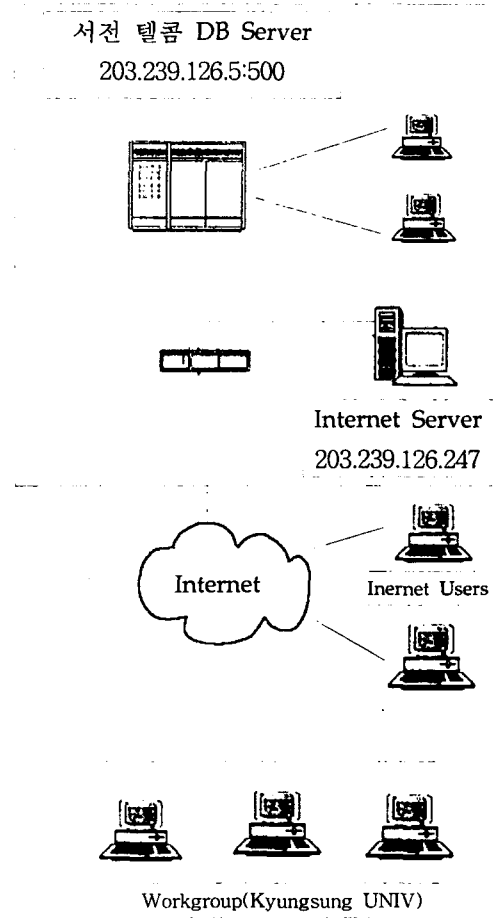 서전 텔콤 DB Server
203.239.126.5:500
Internet Server
203.239.126.247
Internet
Inernet Users
Workgroup(Kyungsung UNIV)